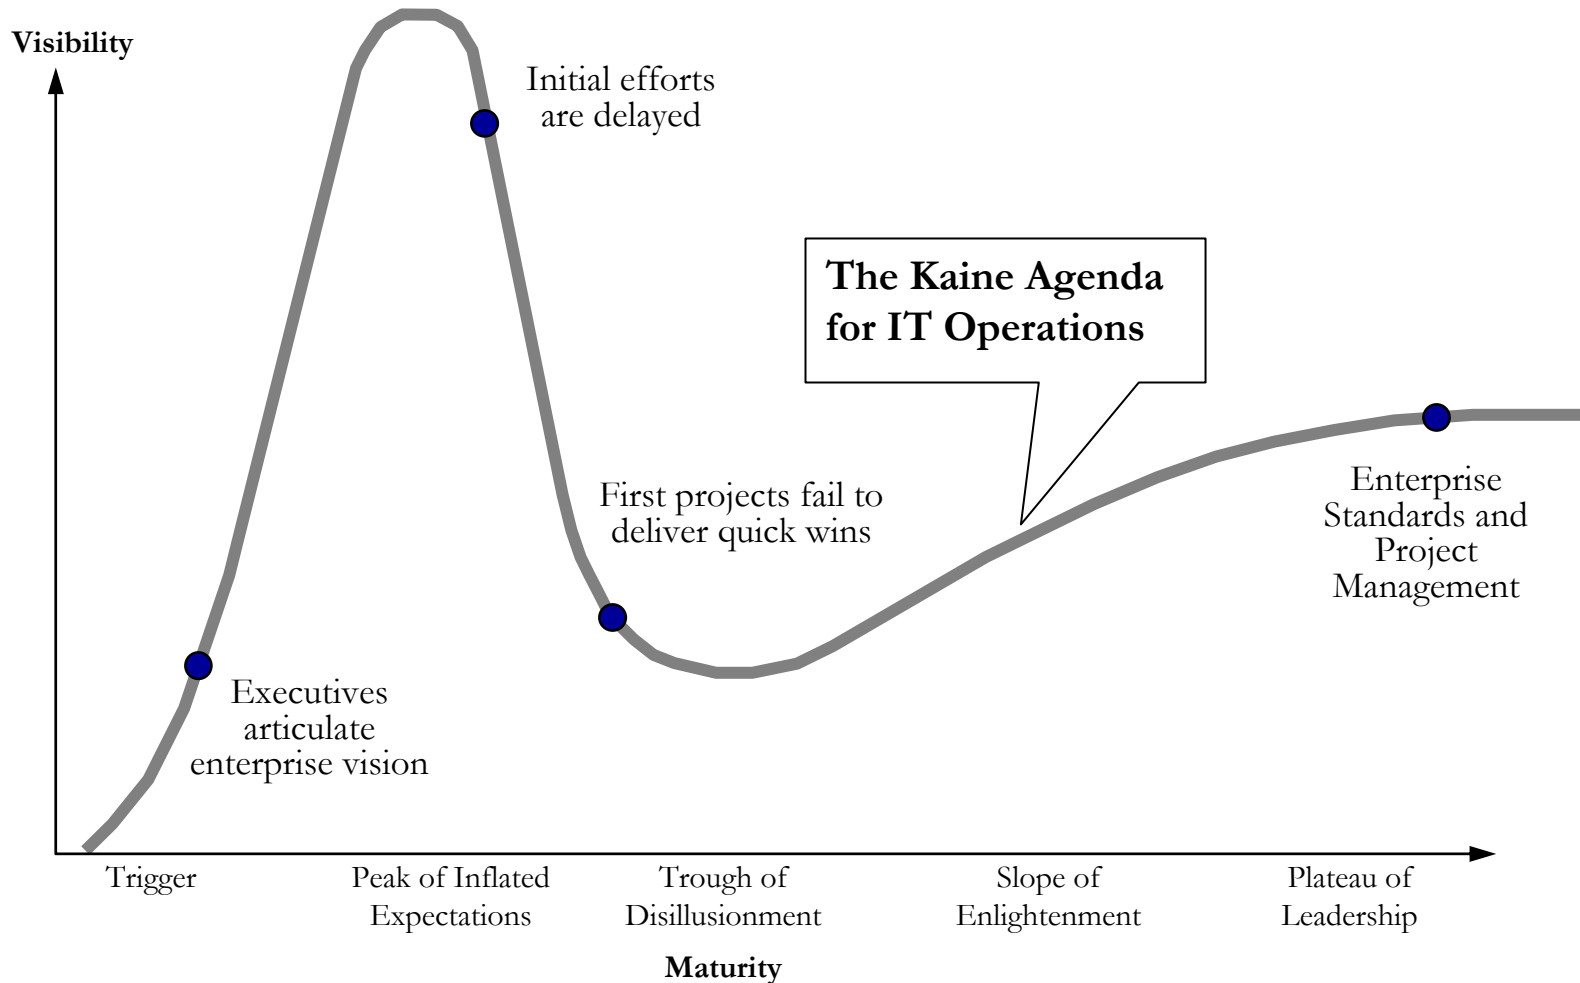 Visibility
Initial efforts
are delayed
The Kaine Agenda
for IT Operations
First projects fail to
deliver quick wins
Enterprise
Standards and
Project
Management
Executives
articulate
enterprise vision
Trigger
Peak of Inflated
Expectations
Trough of
Disillusionment
Slope of
Enlightenment
Plateau of
Leadership
Maturity